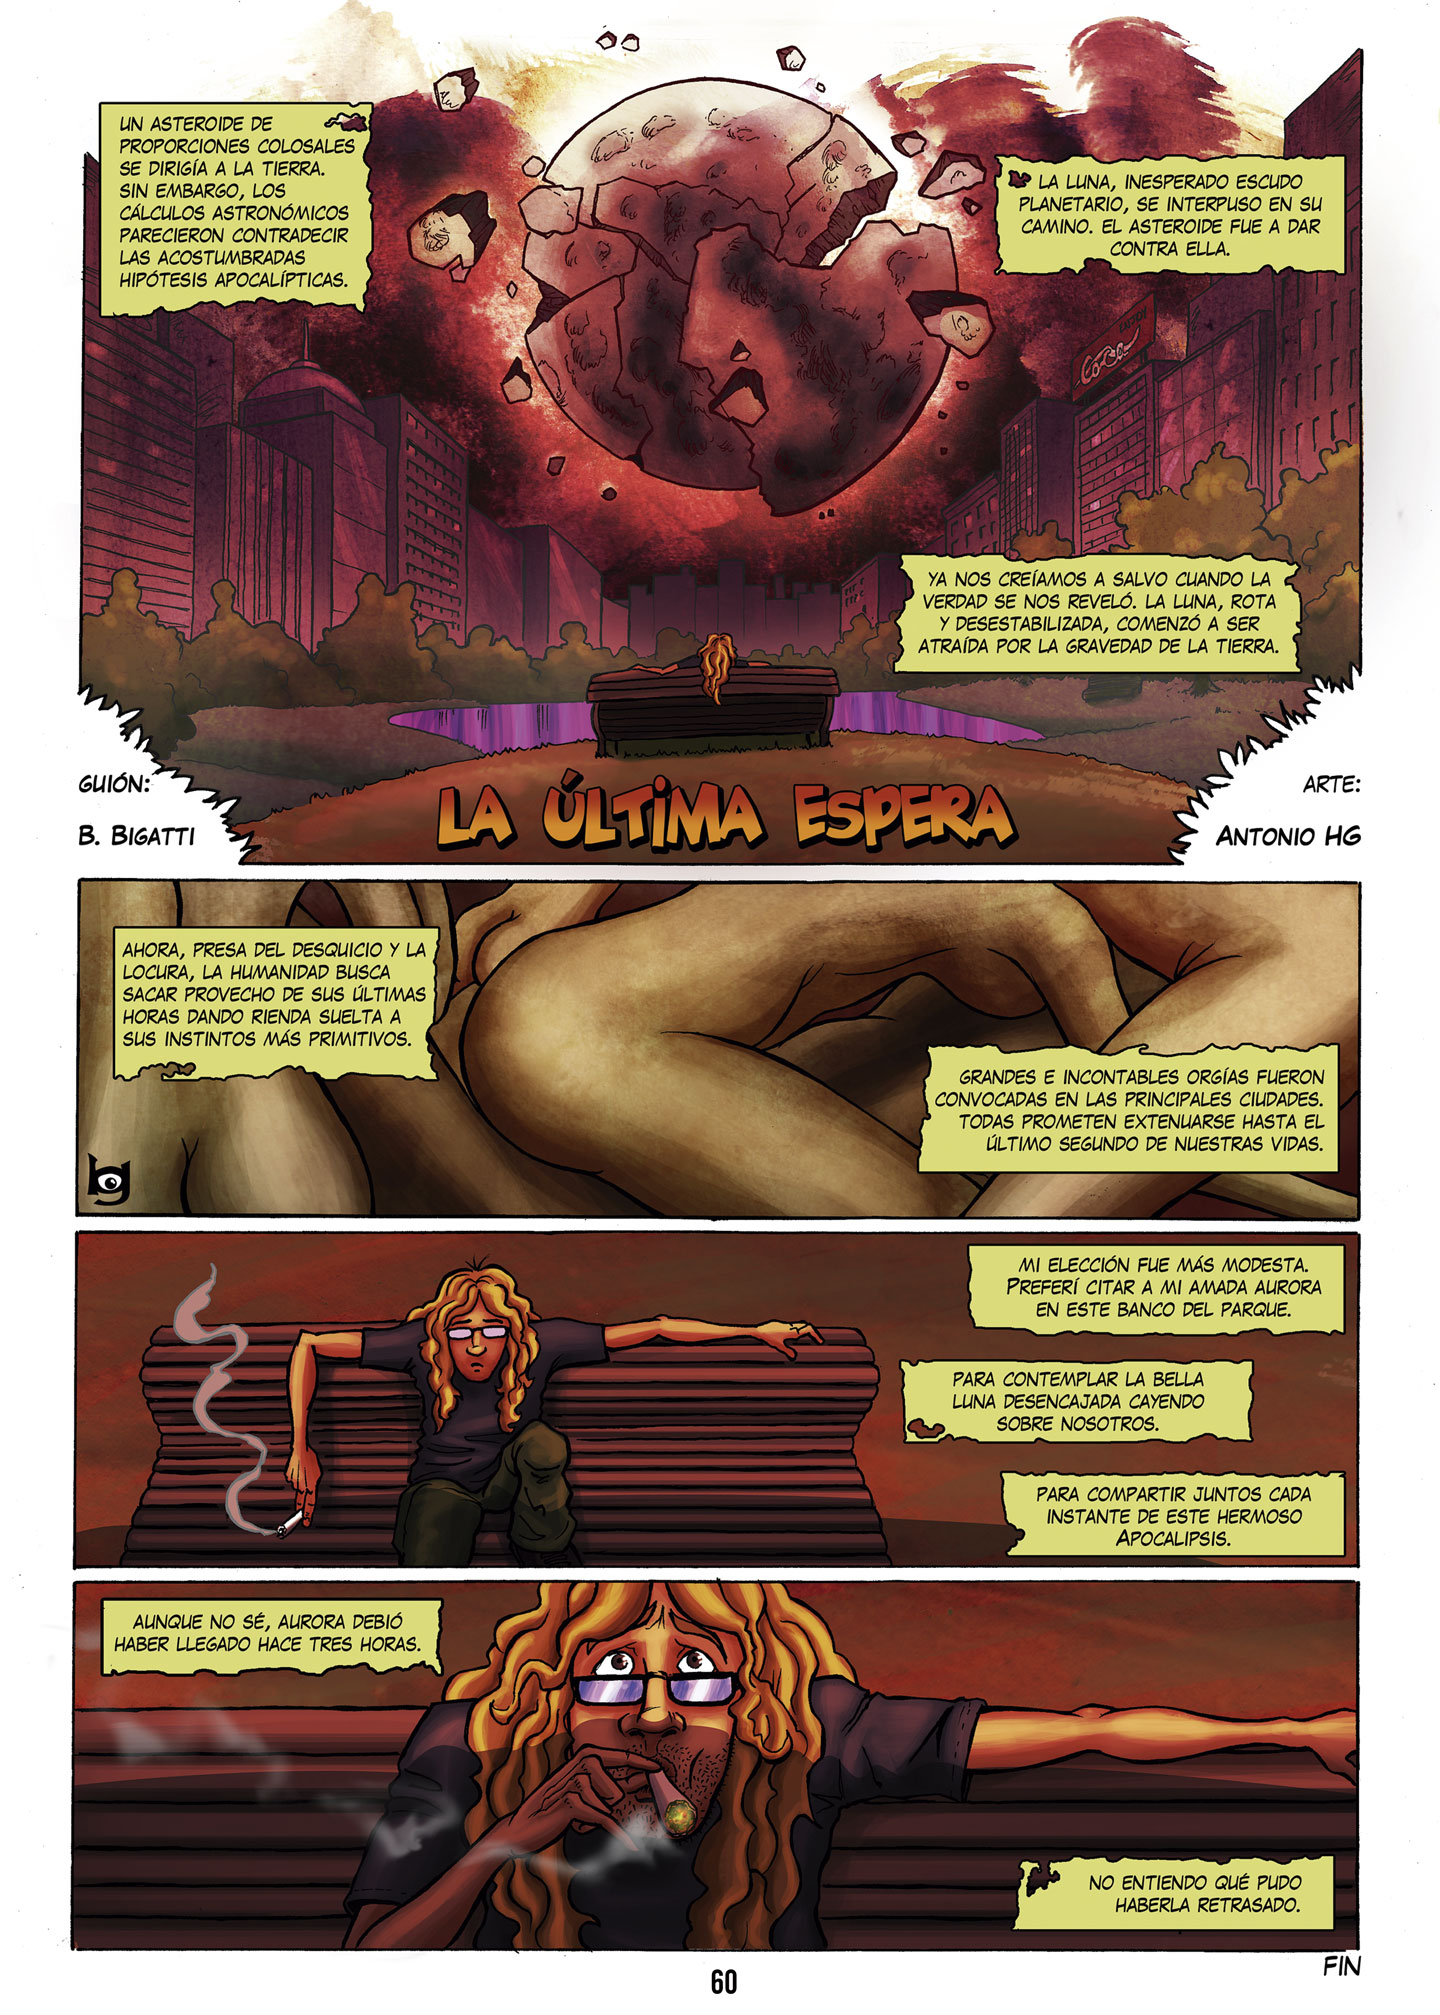 UN ASTEROIDE DE
PROPORCIONES COLOSALES
SE DIRIGÍA A LA TIERRA.
SIN EMBARGO, LOS
CÁLCULOS ASTRONÓMICOS
PARECIERON CONTRADECIR
LAS ACOSTUMBRADAS
HIPÓTESIS APOCALÍPTICAS.
LA LUNA, INESPERADO ESCUDO
PLANETARIO, SE INTERPUSO EN SU
CAMINO. EL ASTEROIDE FUE A DAR
CONTRA ELLA.
YA NOS CREÍAMOS A SALVO CUANDO LA
VERDAD SE NOS REVELÓ. LA LUNA, ROTA
Y DESESTABILIZADA, COMENZÓ A SER
ATRAÍDA POR LA GRAVEDAD DE LA TIERRA.
GUIÓN:
B. BIGATTI
LA ÚLTIMA ESPERA
ARTE:
ANTONIO HG
AHORA, PRESA DEL DESQUICIO Y LA
LOCURA, LA HUMANIDAD BUSCA
SACAR PROVECHO DE SUS ÚLTIMAS
HORAS DANDO RIENDA SUELTA A
SUS INSTINTOS MÁS PRIMITIVOS.
GRANDES E INCONTABLES ORGÍAS FUERON
CONVOCADAS EN LAS PRINCIPALES CIUDADES.
TODAS PROMETEN EXTENUARSE HASTA EL
ÚLTIMO SEGUNDO DE NUESTRAS VIDAS.
MI ELECCIÓN FUE MÁS MODESTA.
PREFERÍ CITAR A MI AMADA AURORA
EN ESTE BANCO DEL PARQUE.
PARA CONTEMPLAR LA BELLA
LUNA DESENCAJADA CAYENDO
SOBRE NOSOTROS.
PARA COMPARTIR JUNTOS CADA
INSTANTE DE ESTE HERMOSO
APOCALIPSIS.
AUNQUE NO SÉ, AURORA DEBIÓ
HABER LLEGADO HACE TRES HORAS.
NO ENTIENDO QUÉ PUDO
HABERLA RETRASADO.
FIN
60